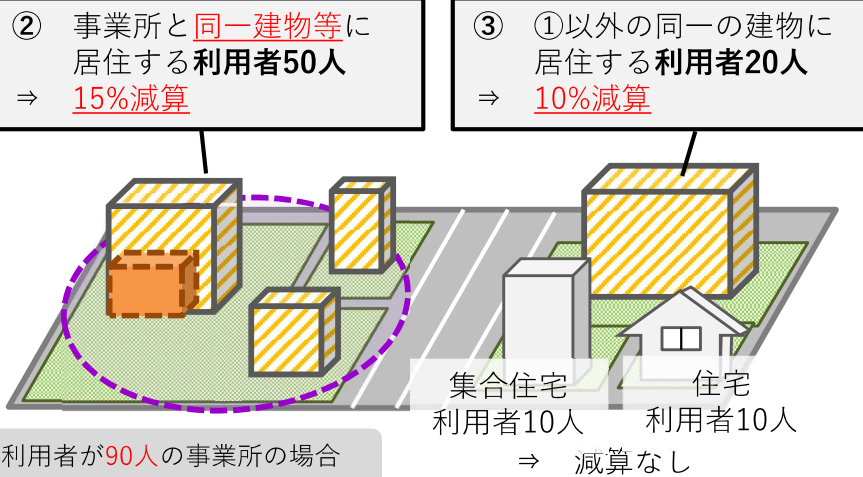 ② 事業所と同一建物等に
居住する利用者50人
⇒ 15%減算
③ ①以外の同一の建物に
居住する利用者20人
⇒ 10%減算
集合住宅
利用者10人
住宅
利用者10人
⇒ 減算なし
利用者が90人の事業所の場合